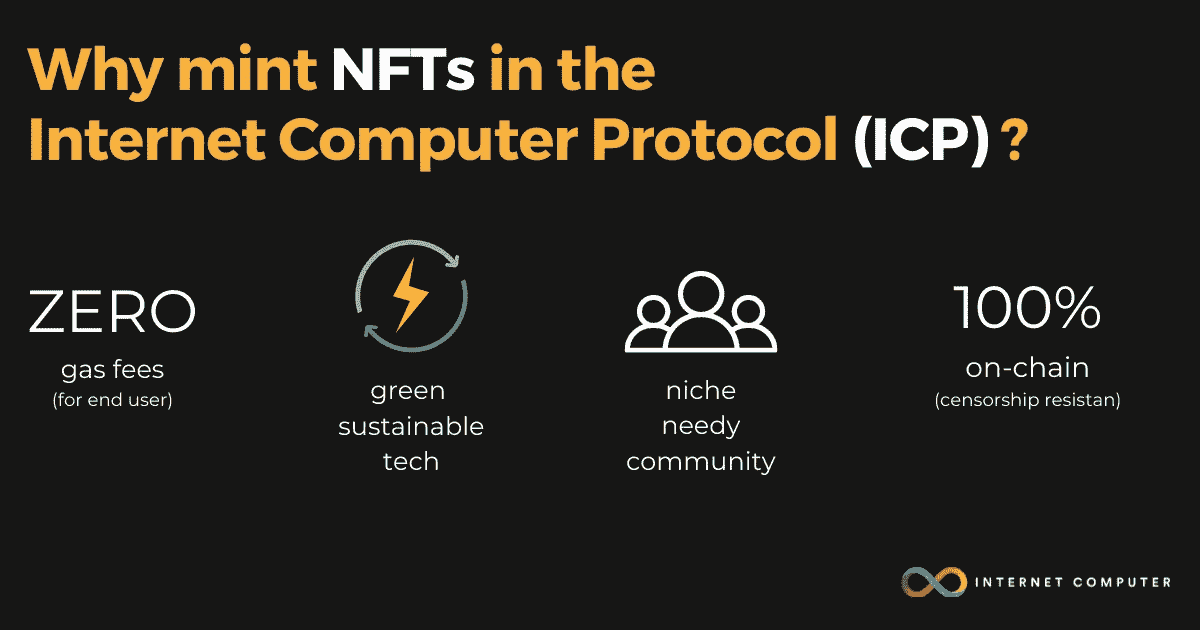 Why mint NFTs in the
Internet Computer Protocol (ICP) ?
ZERO
gas fees
(for end user)
green
sustainable
tech
niche
needy
community
100%
on-chain
(censorship resistan)
INTERNET COMPUTER